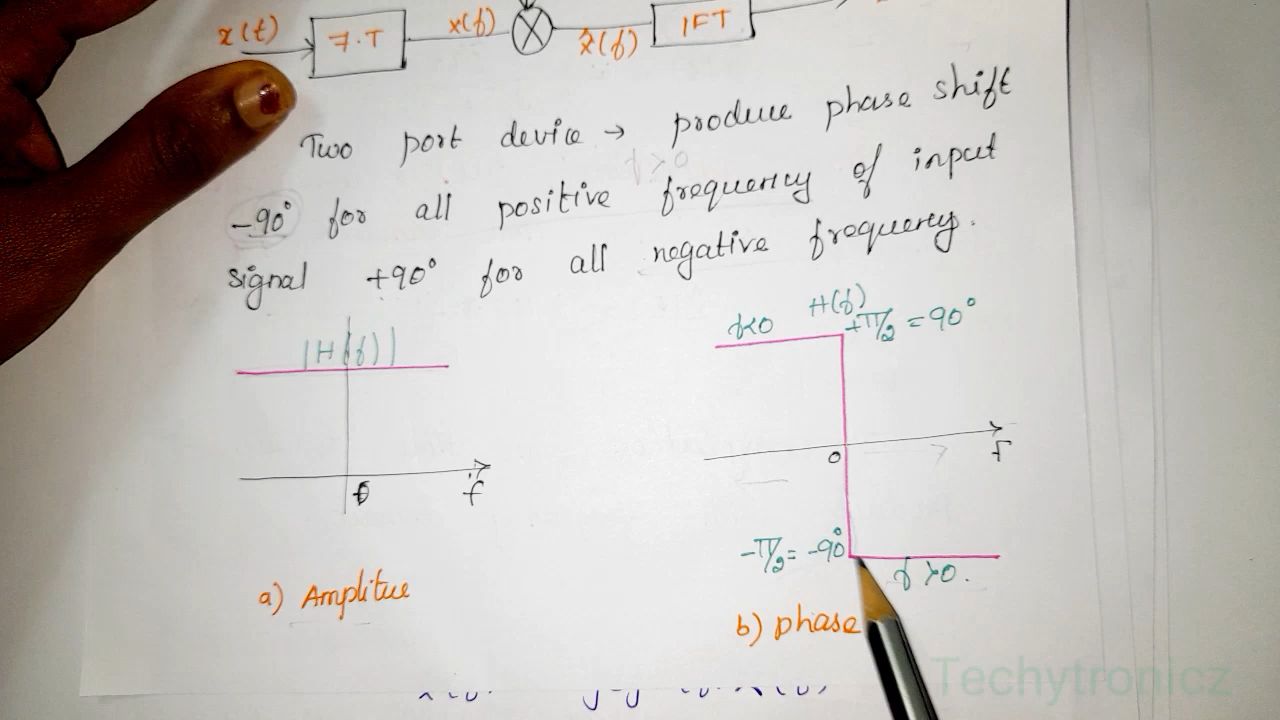 x(t) F.T x(f) x̂(f) IFT
Two port device → produce phase shift
f>0
-90° for all positive frequency of input
signal +90° for all negative frequency.
|H(f)|
f
a) Amplitue
f<0 H(f) +π/2 = 90°
0 f
-π/2 = -90°
f>0.
b) phase
Techytronicz